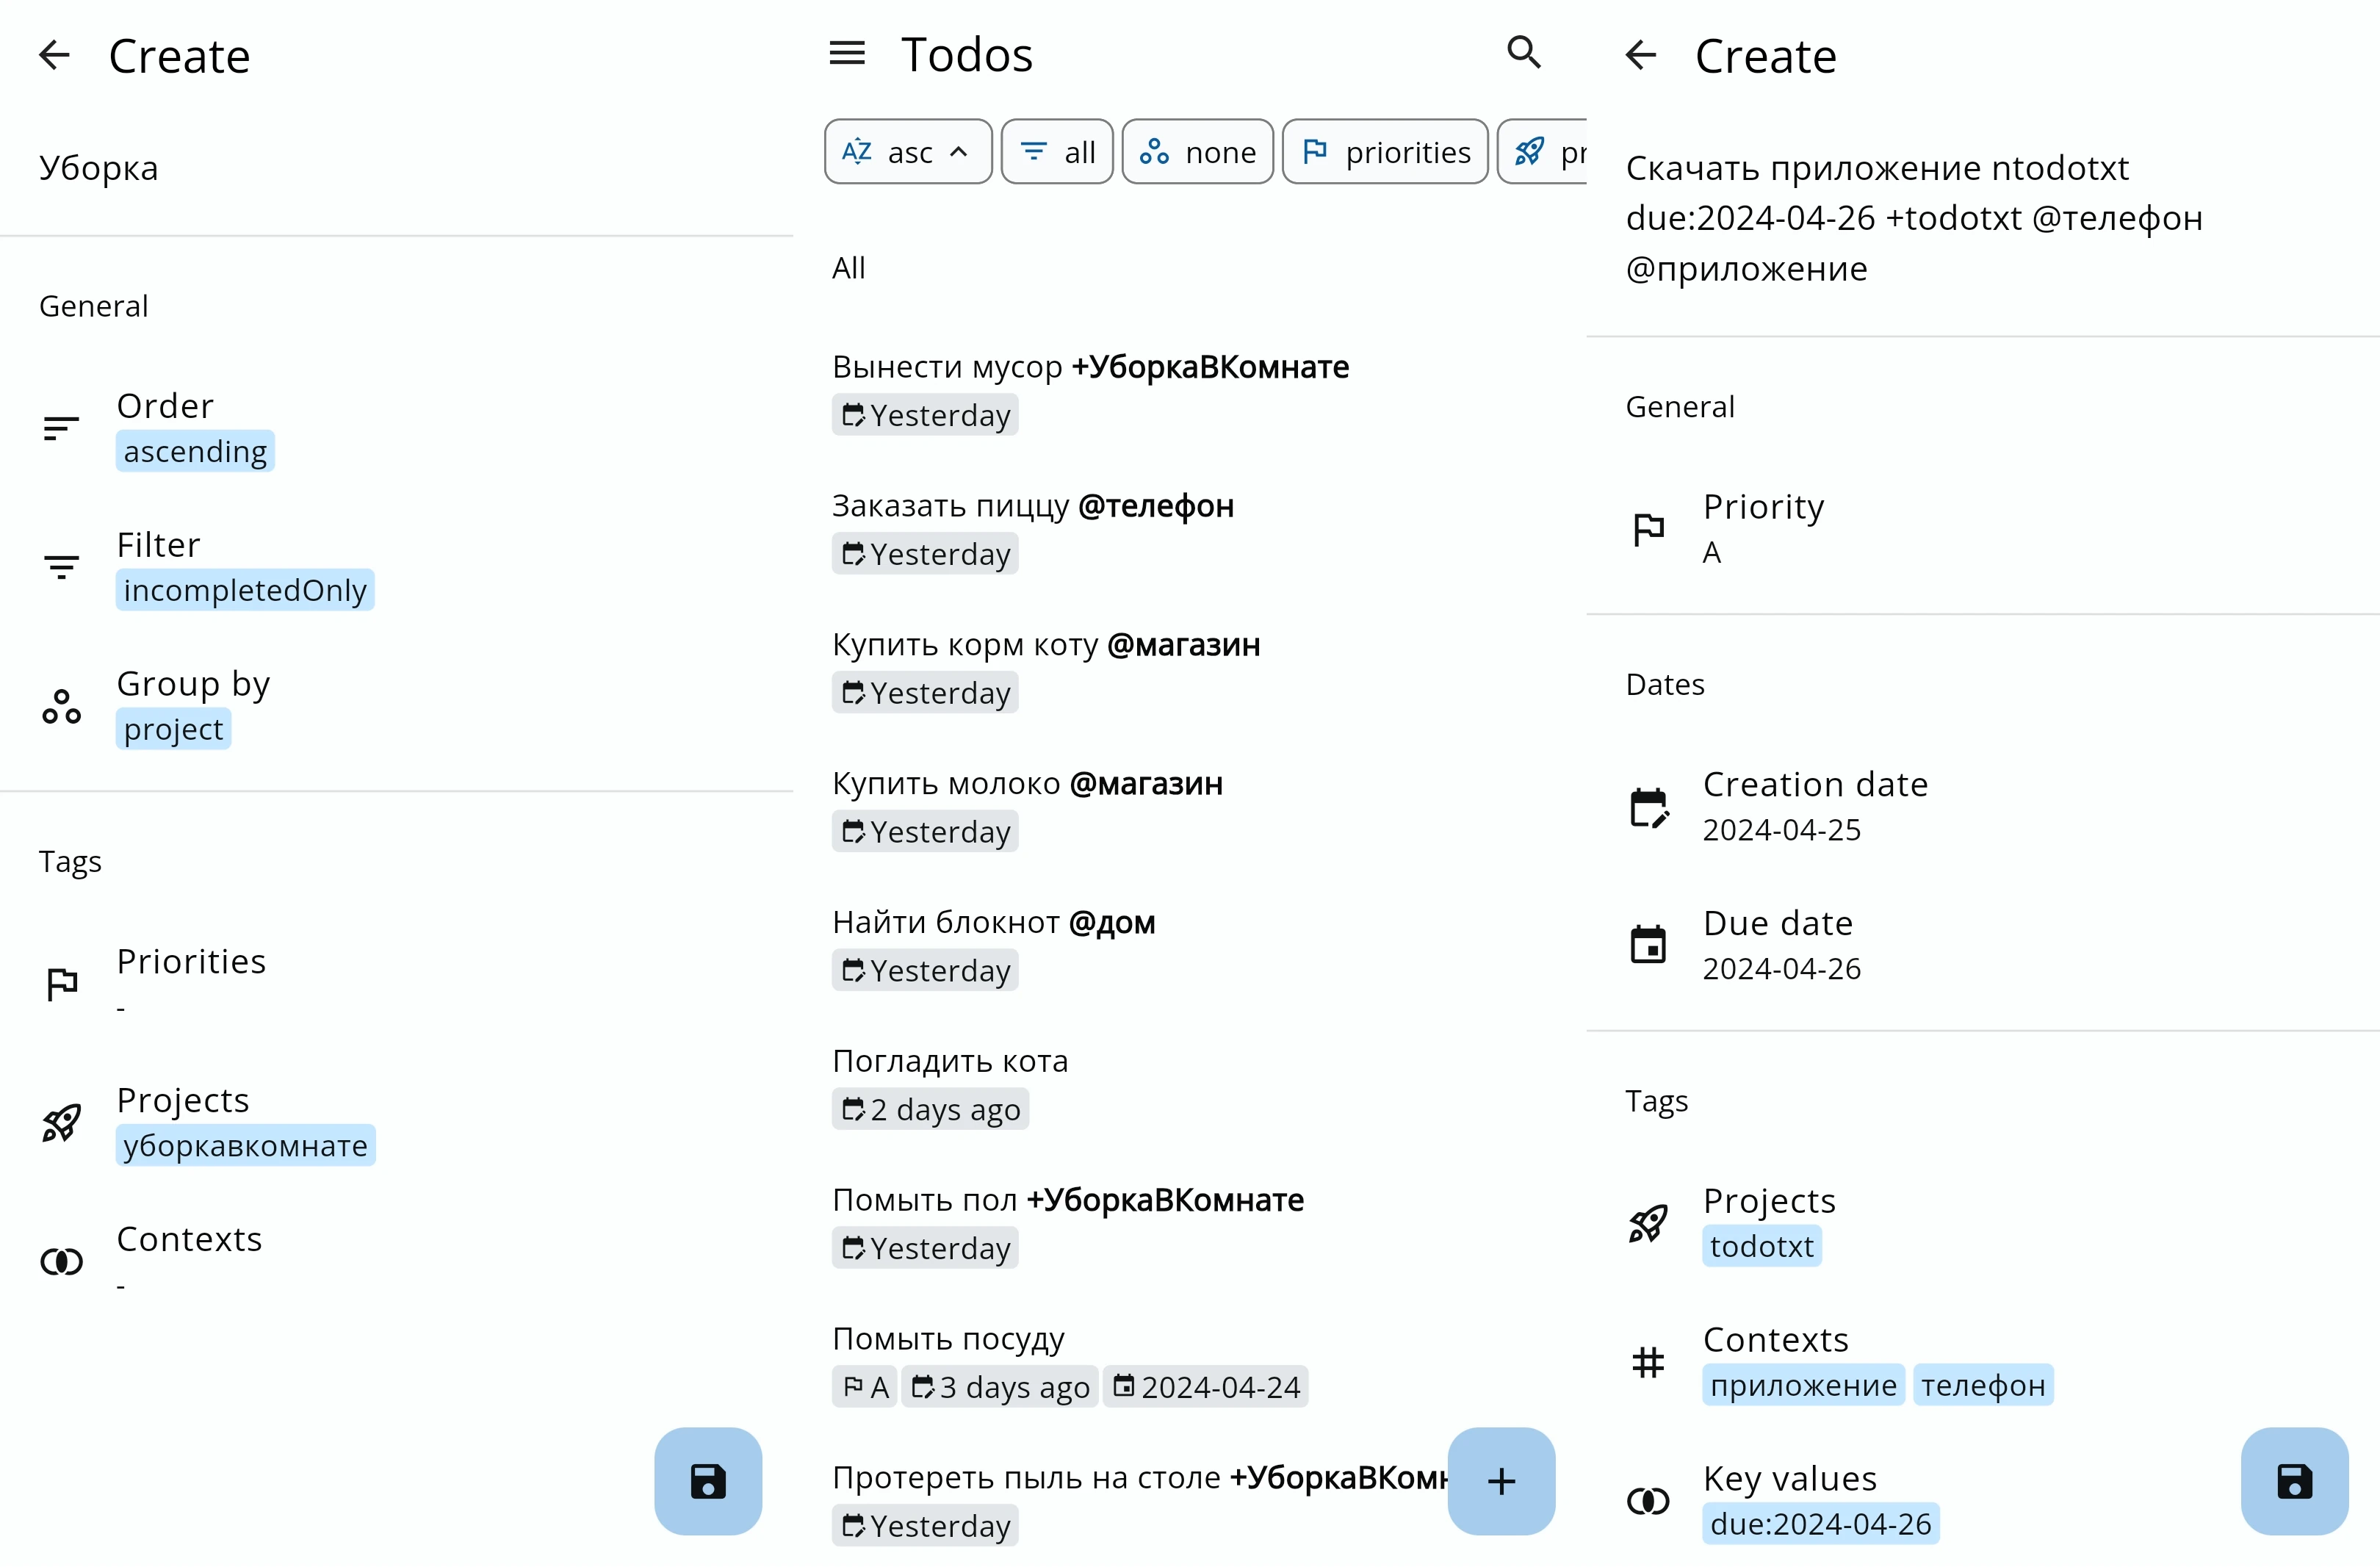 Create
Уборка
General
Order
ascending
Filter
incompletedOnly
Group by
project
Tags
Priorities
-
Projects
уборкавкомнате
Contexts
-
Todos
asc all none priorities pr
All
Вынести мусор +УборкаВКомнате
Yesterday
Заказать пиццу @телефон
Yesterday
Купить корм коту @магазин
Yesterday
Купить молоко @магазин
Yesterday
Найти блокнот @дом
Yesterday
Погладить кота
2 days ago
Помыть пол +УборкаВКомнате
Yesterday
Помыть посуду
A 3 days ago 2024-04-24
Протереть пыль на столе +УборкаВКомн
Yesterday
Create
Скачать приложение ntodotxt
due:2024-04-26 +todotxt @телефон
@приложение
General
Priority
A
Dates
Creation date
2024-04-25
Due date
2024-04-26
Tags
Projects
todotxt
Contexts
приложение телефон
Key values
due:2024-04-26